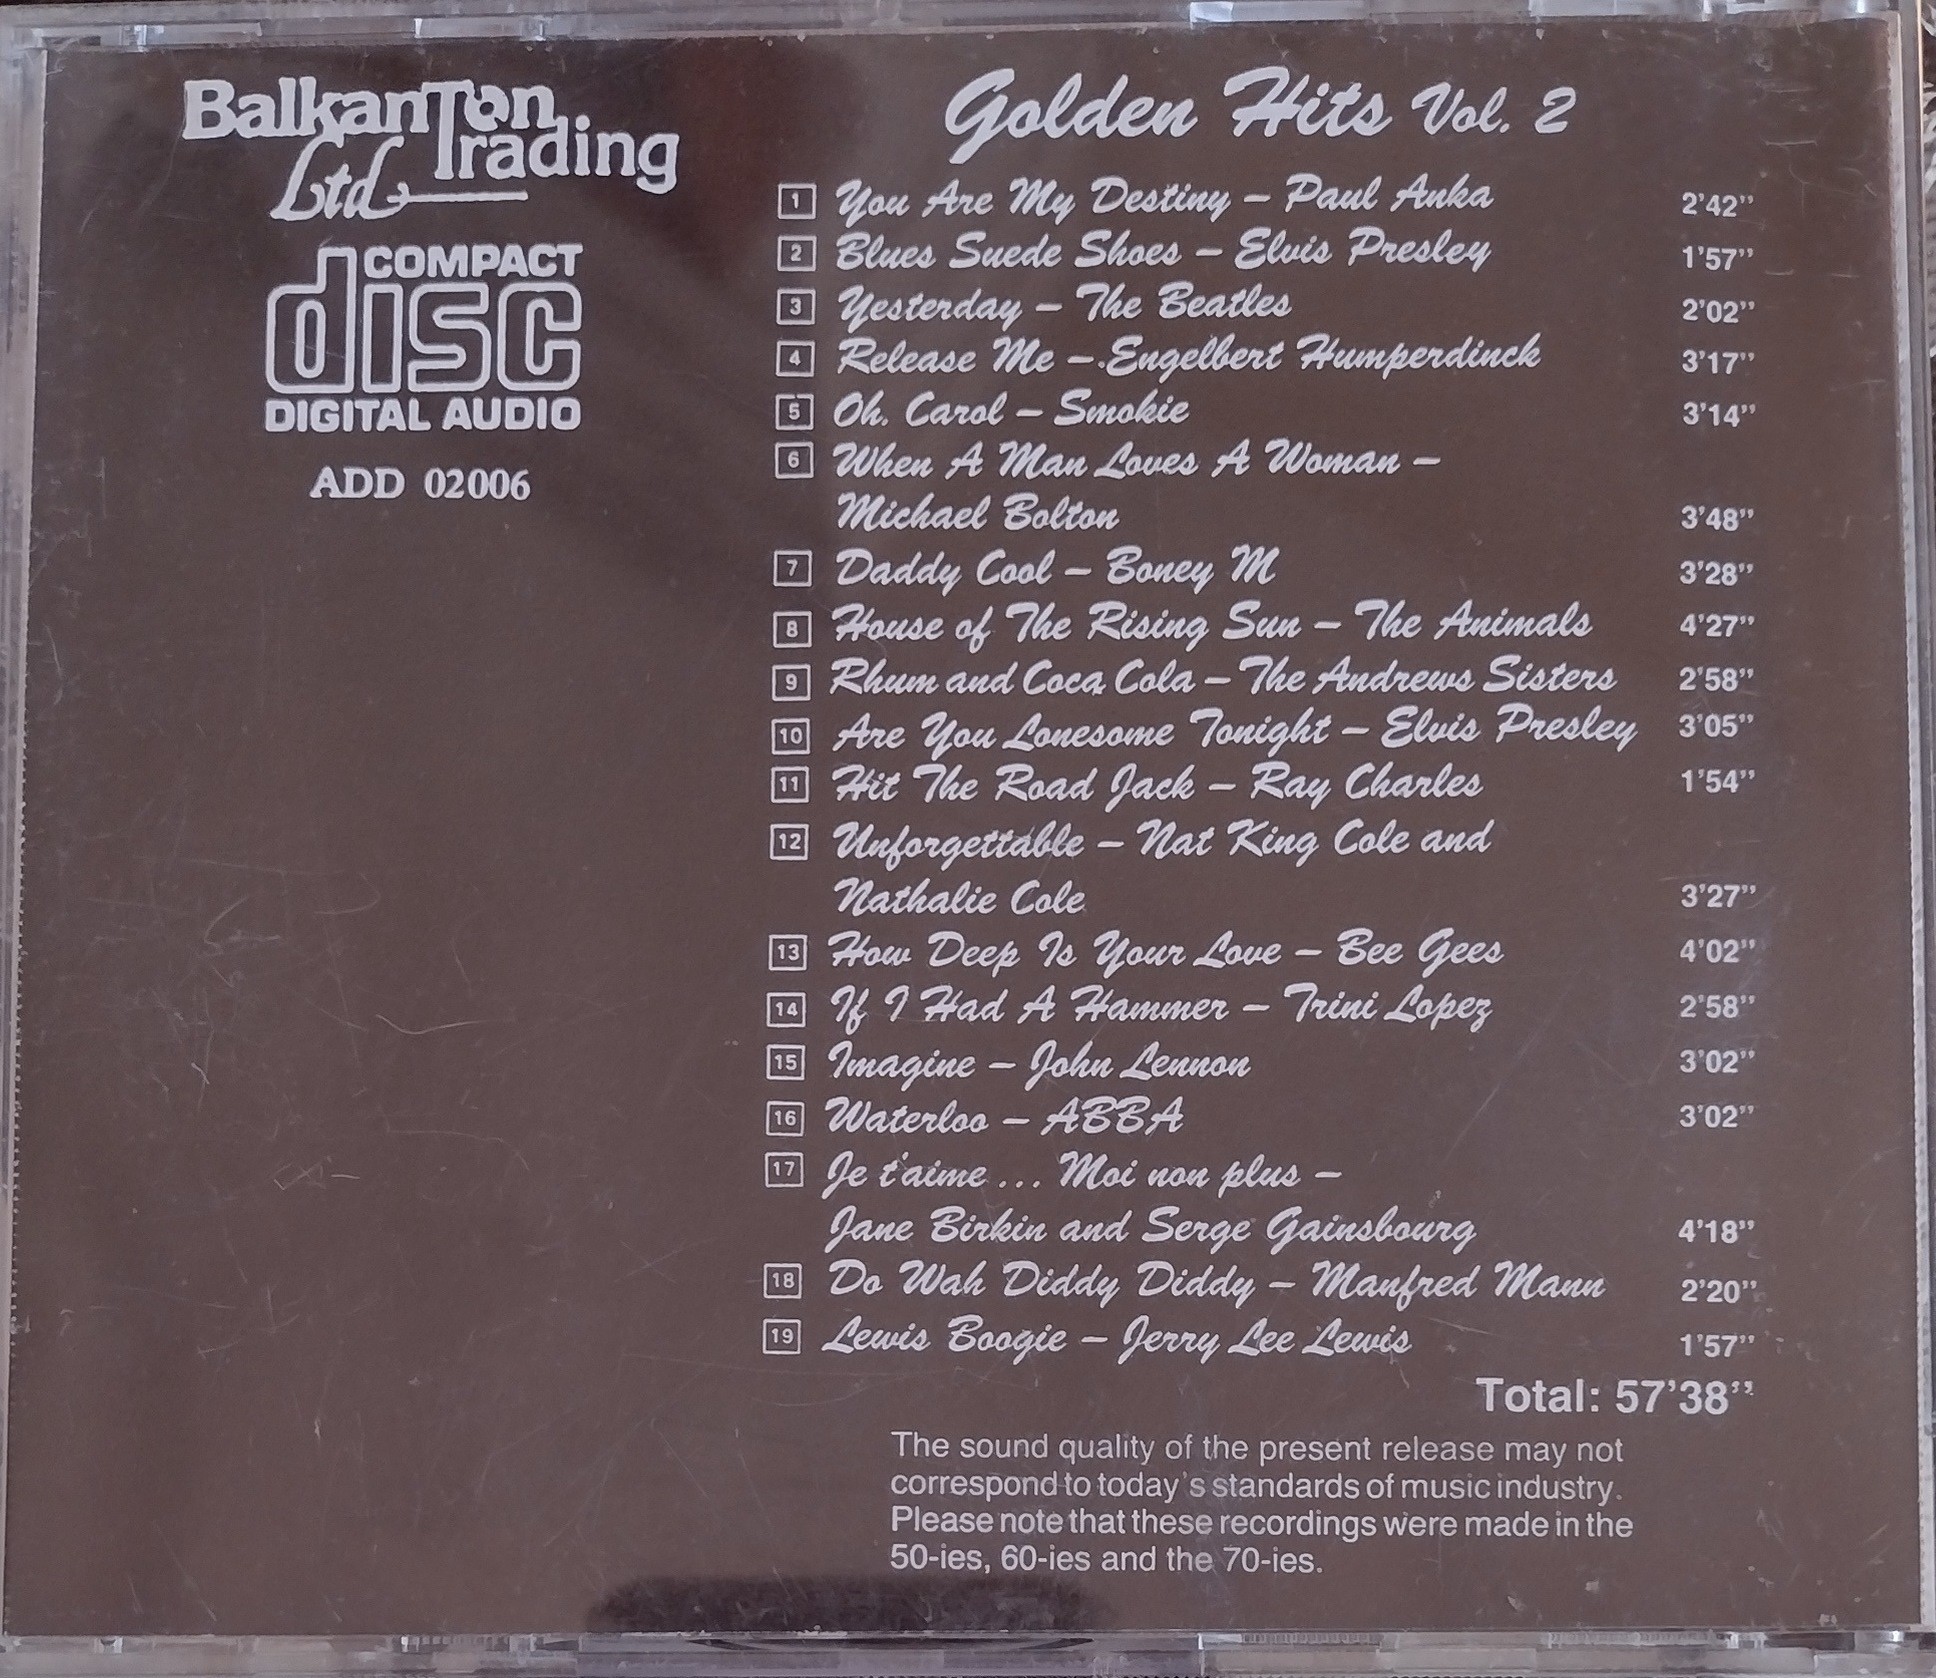 BalkanTon
Trading
Ltd
COMPACT
disc
DIGITAL AUDIO
ADD 02006
Golden Hits Vol. 2
1 You Are My Destiny – Paul Anka 2'42"
2 Blues Suede Shoes – Elvis Presley 1'57"
3 Yesterday – The Beatles 2'02"
4 Release Me – Engelbert Humperdinck 3'17"
5 Oh, Carol – Smokie 3'14"
6 When A Man Loves A Woman –
Michael Bolton 3'48"
7 Daddy Cool – Boney M 3'28"
8 House of The Rising Sun – The Animals 4'27"
9 Rhum and Coca Cola – The Andrews Sisters 2'58"
10 Are You Lonesome Tonight – Elvis Presley 3'05"
11 Hit The Road Jack – Ray Charles 1'54"
12 Unforgettable – Nat King Cole and
Nathalie Cole 3'27"
13 How Deep Is Your Love – Bee Gees 4'02"
14 If I Had A Hammer – Trini Lopez 2'58"
15 Imagine – John Lennon 3'02"
16 Waterloo – ABBA 3'02"
17 Je t'aime ... Moi non plus –
Jane Birkin and Serge Gainsbourg 4'18"
18 Do Wah Diddy Diddy – Manfred Mann 2'20"
19 Lewis Boogie – Jerry Lee Lewis 1'57"
Total: 57'38"
The sound quality of the present release may not
correspond to today's standards of music industry.
Please note that these recordings were made in the
50-ies, 60-ies and the 70-ies.